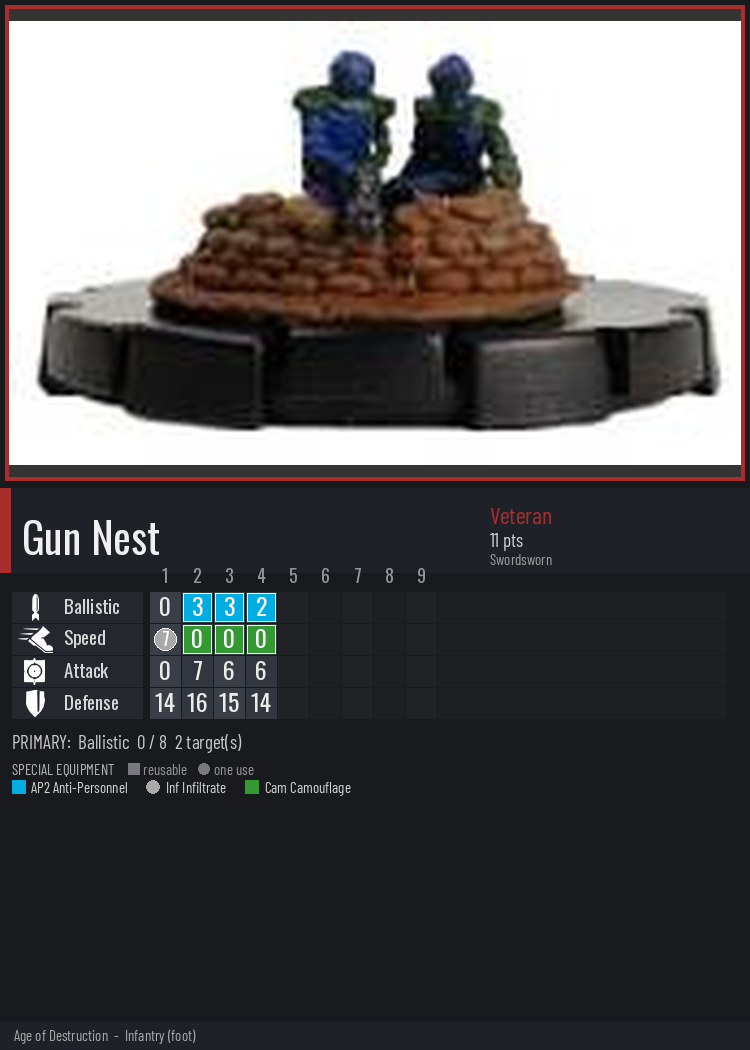 Gun Nest
Veteran
11 pts
Swordsworn
1 2 3 4 5 6 7 8 9
Ballistic 0 3 3 2
Speed 7 0 0 0
Attack 0 7 6 6
Defense 14 16 15 14
PRIMARY: Ballistic 0 / 8 2 target(s)
SPECIAL EQUIPMENT reusable one use
AP2 Anti-Personnel Inf Infiltrate Cam Camouflage
Age of Destruction - Infantry (foot)